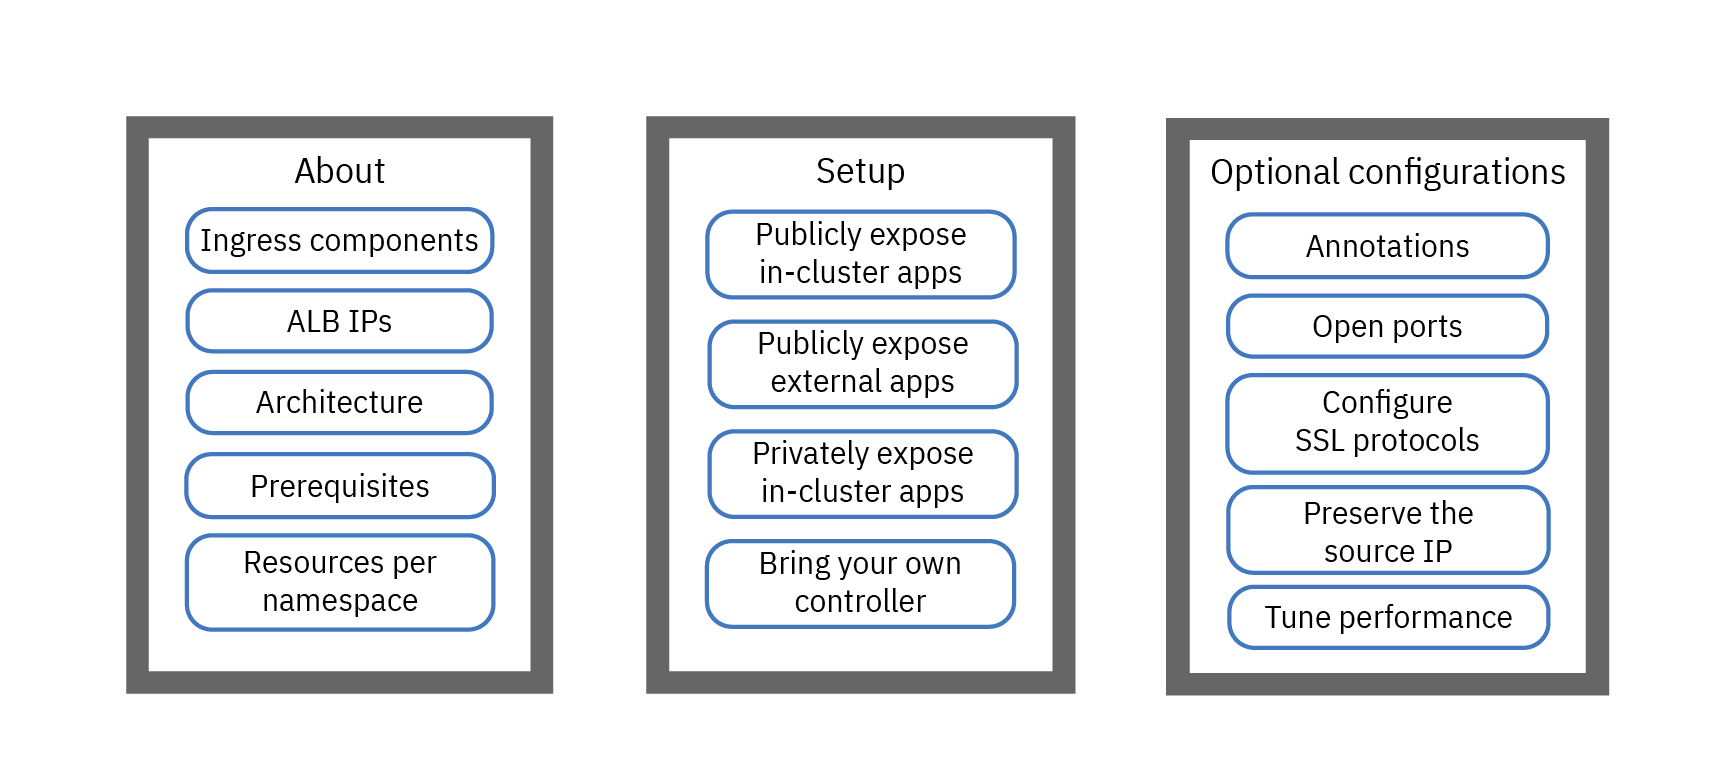 About
Ingress components
ALB IPs
Architecture
Prerequisites
Resources per
namespace
Setup
Publicly expose
in-cluster apps
Publicly expose
external apps
Privately expose
in-cluster apps
Bring your own
controller
Optional configurations
Annotations
Open ports
Configure
SSL protocols
Preserve the
source IP
Tune performance